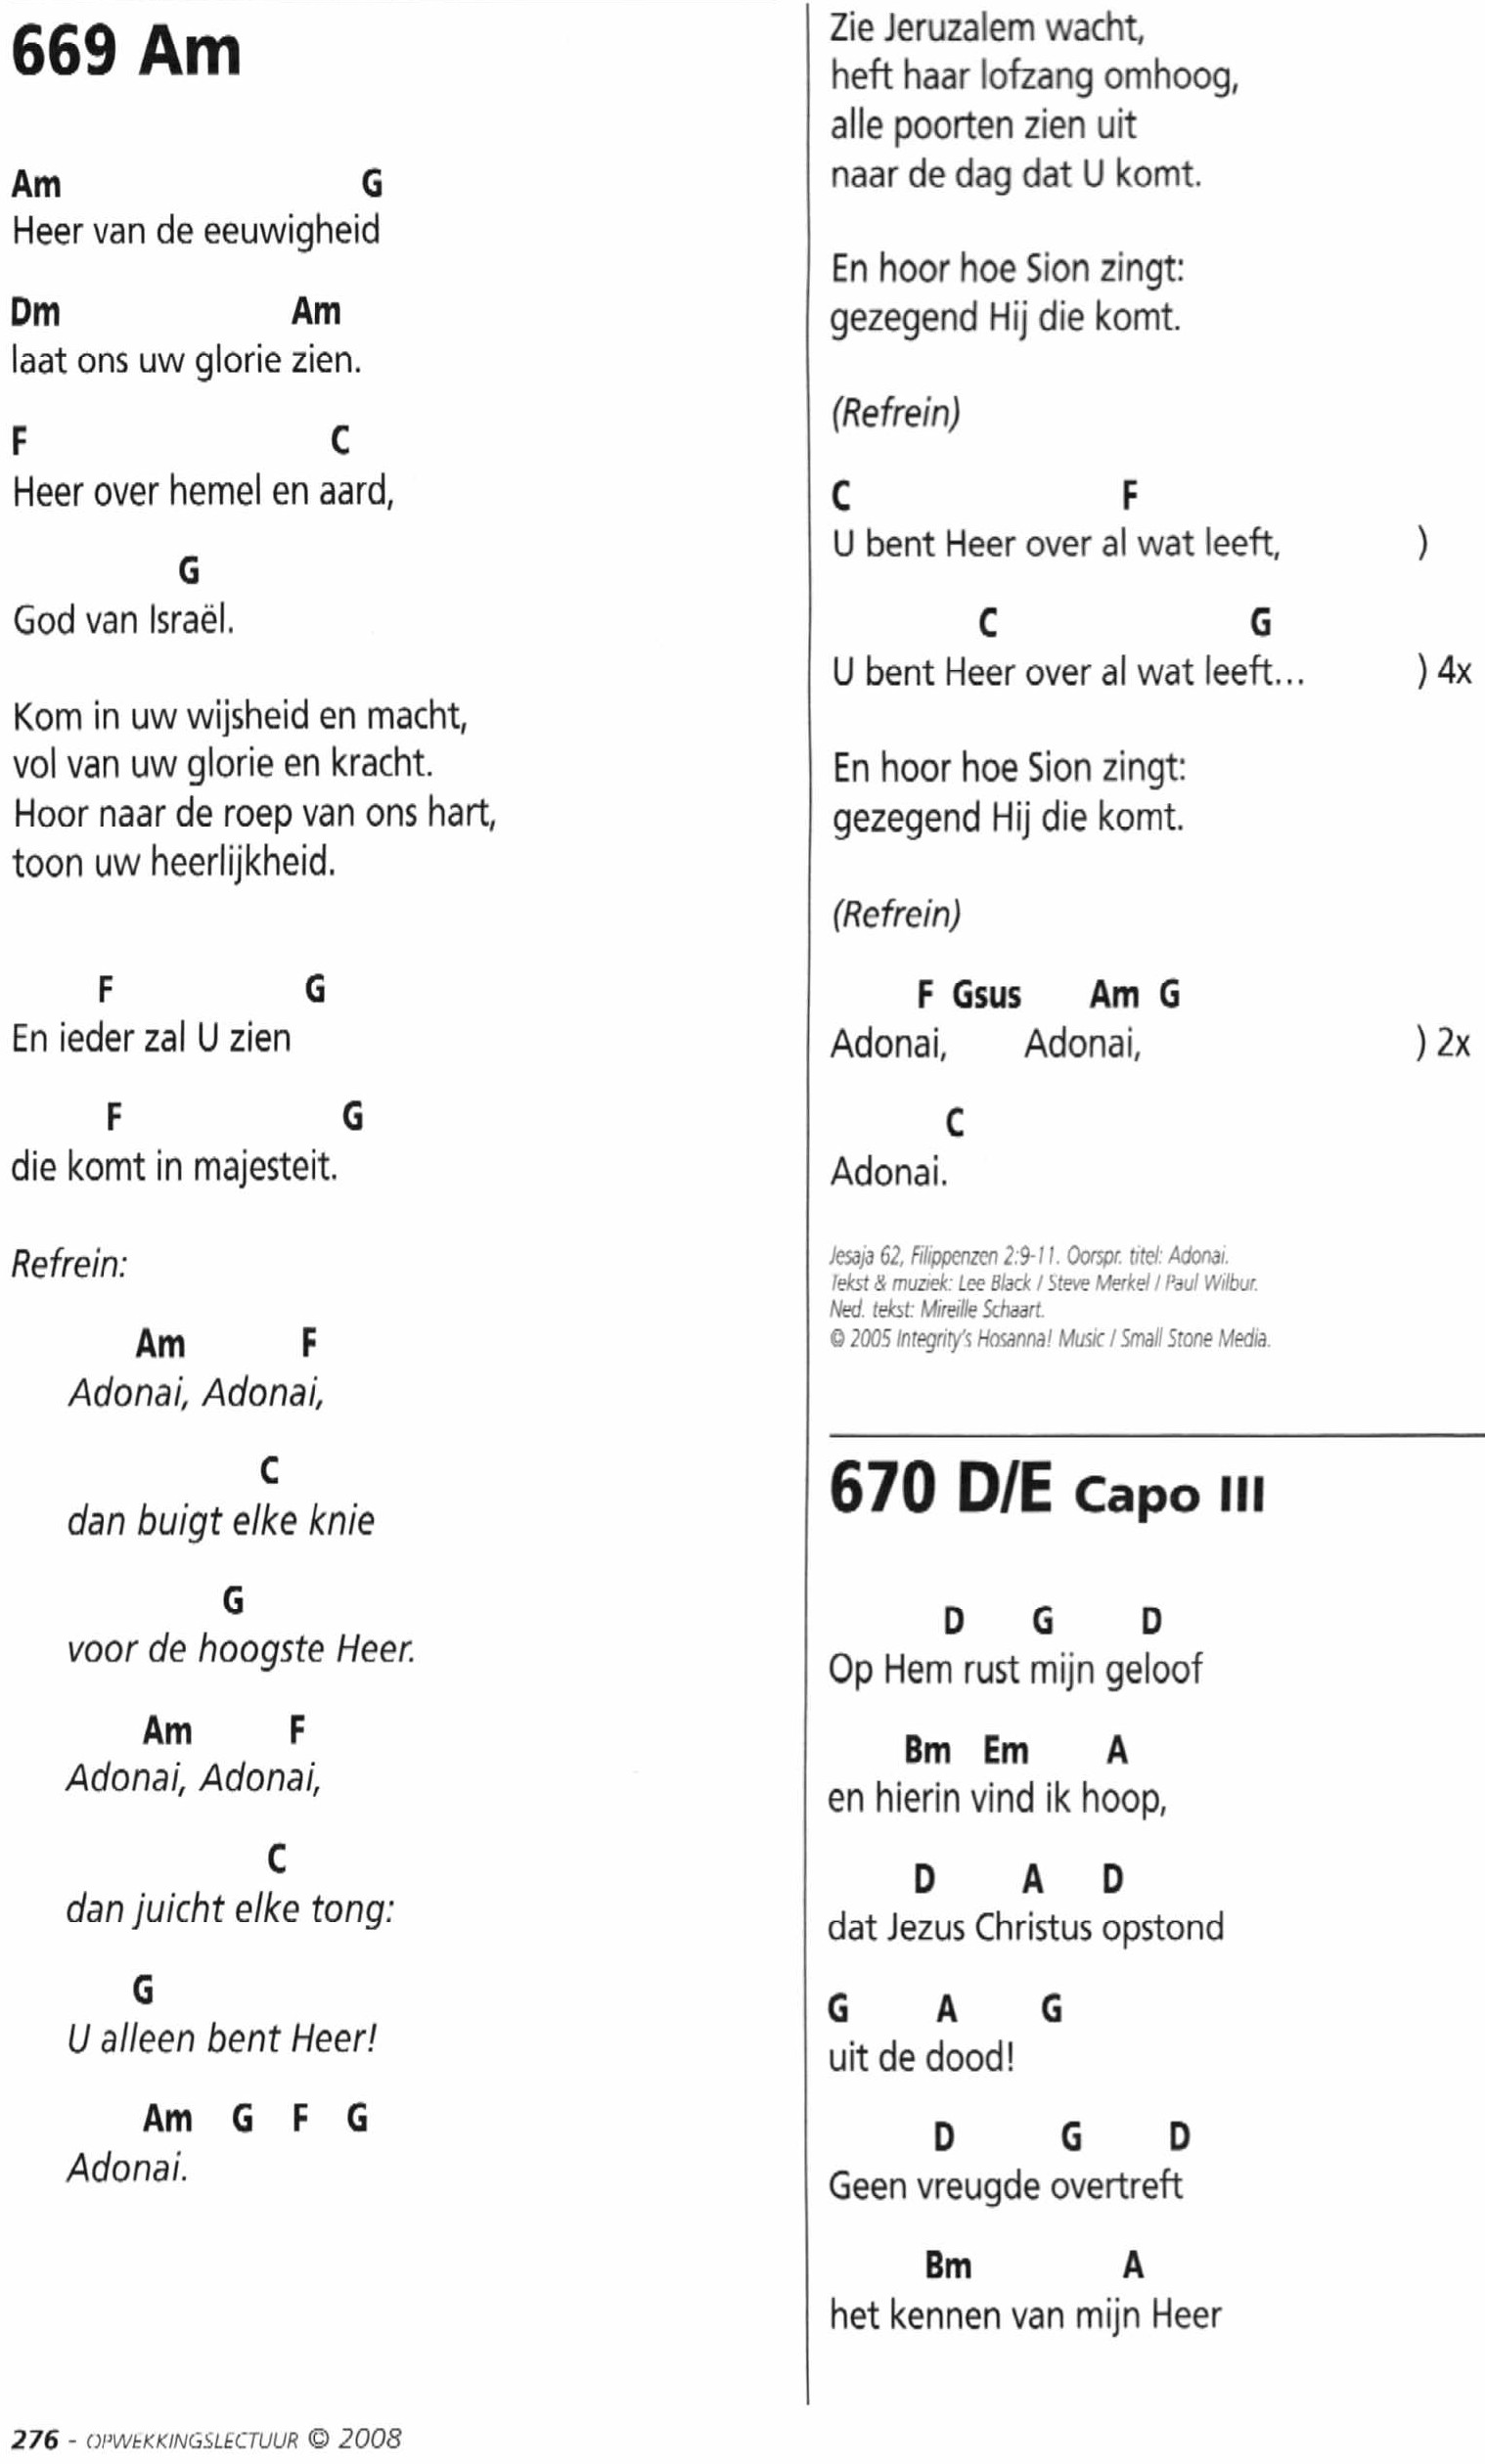 669 Am
Am G
Heer van de eeuwigheid
Dm Am
laat ons uw glorie zien.
F C
Heer over hemel en aard,
G
God van Israël.
Kom in uw wijsheid en macht,
vol van uw glorie en kracht.
Hoor naar de roep van ons hart,
toon uw heerlijkheid.
F G
En ieder zal U zien
F G
die komt in majesteit.
Refrein:
Am F
Adonai, Adonai,
C
dan buigt elke knie
G
voor de hoogste Heer.
Am F
Adonai, Adonai,
C
dan juicht elke tong:
G
U alleen bent Heer!
Am G F G
Adonai.
Zie Jeruzalem wacht,
heft haar lofzang omhoog,
alle poorten zien uit
naar de dag dat U komt.
En hoor hoe Sion zingt:
gezegend Hij die komt.
(Refrein)
C F
U bent Heer over al wat leeft, )
C G
U bent Heer over al wat leeft... ) 4x
En hoor hoe Sion zingt:
gezegend Hij die komt.
(Refrein)
F Gsus Am G
Adonai, Adonai, ) 2x
C
Adonai.
Jesaja 62, Filippenzen 2:9-11. Oorspr. titel: Adonai.
Tekst & muziek: Lee Black / Steve Merkel / Paul Wilbur.
Ned. tekst: Mireille Schaart.
© 2005 Integrity's Hosanna! Music / Small Stone Media.
670 D/E Capo III
D G D
Op Hem rust mijn geloof
Bm Em A
en hierin vind ik hoop,
D A D
dat Jezus Christus opstond
G A G
uit de dood!
D G D
Geen vreugde overtreft
Bm A
het kennen van mijn Heer
276 - OPWEKKINGSLECTUUR © 2008